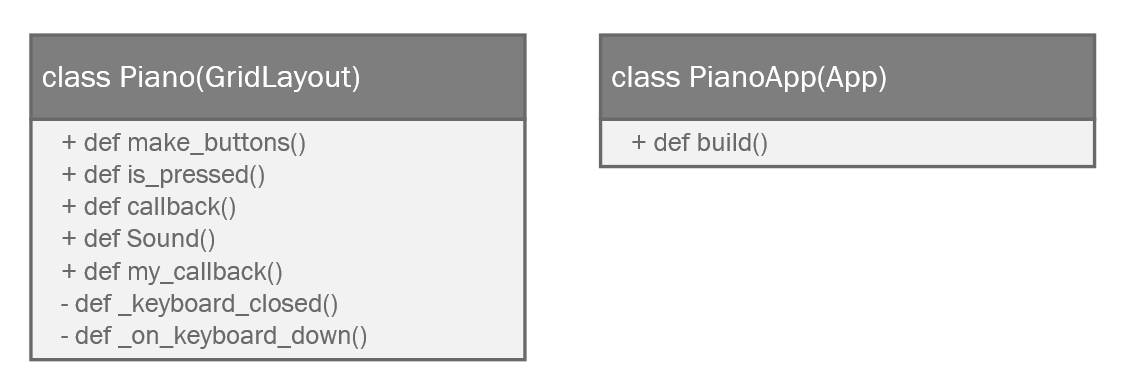 class Piano(GridLayout)
+ def make_buttons()
+ def is_pressed()
+ def callback()
+ def Sound()
+ def my_callback()
- def _keyboard_closed()
- def _on_keyboard_down()
class PianoApp(App)
+ def build()